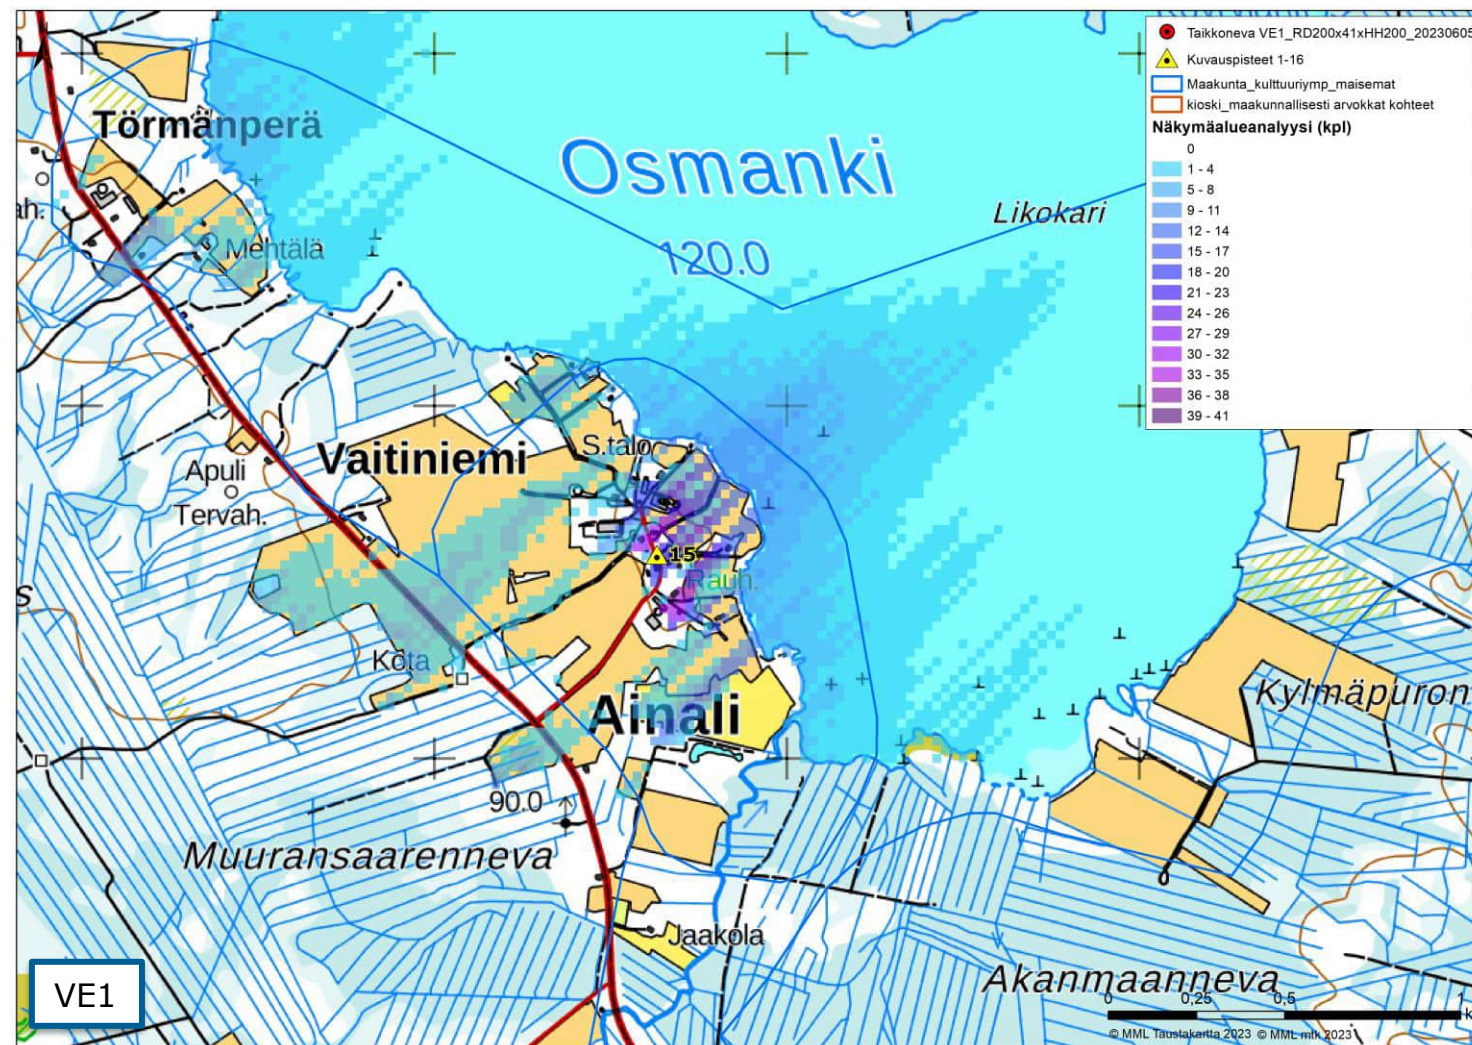 Taikkoneva VE1_RD200x41xHH200_20230605
Kuvauspisteet 1-16
Maakunta_kulttuuriymp_maisemat
kioski_maakunnallisesti arvokkat kohteet
Näkymäalueanalyysi (kpl)
0
1 - 4
5 - 8
9 - 11
12 - 14
15 - 17
18 - 20
21 - 23
24 - 26
27 - 29
30 - 32
33 - 35
36 - 38
39 - 41
Törmänperä
Osmanki
120.0
Likokari
ah.
Mehtälä
Vaitiniemi
S.talo
Apuli
Tervah.
15
Rauh.
s
Kota
Ainali
Kylmäpuron
90.0
Muuransaarenneva
Jaakola
Akanmaanneva
VE1
0 0,25 0,5 1
k
© MML Taustakartta 2023 © MML mtk 2023